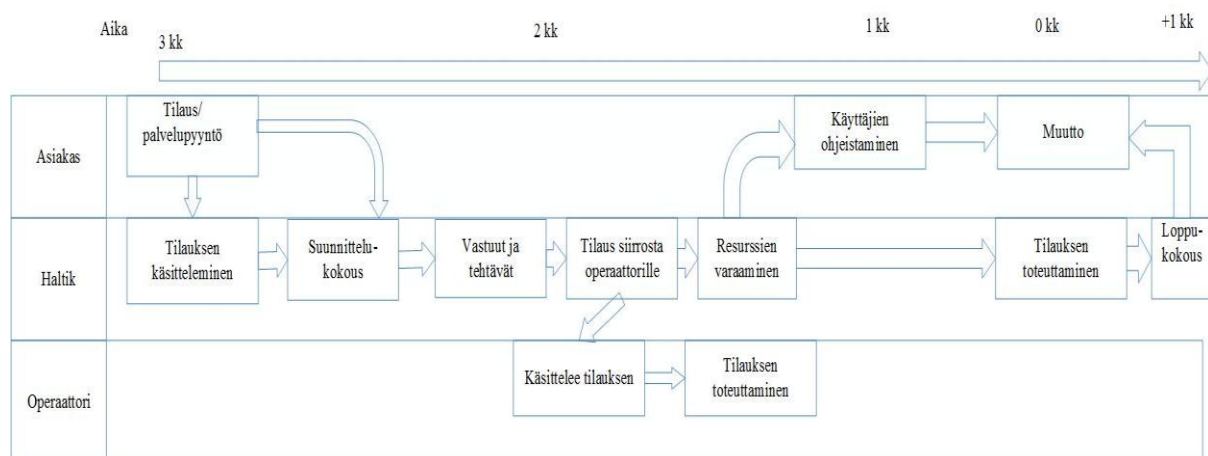 Aika
3 kk
2 kk
1 kk
0 kk
+1 kk
Asiakas
Tilaus/
palvelupyyntö
Käyttäjien
ohjeistaminen
Muutto
Haltik
Tilauksen
käsitteleminen
Suunnittelu-
kokous
Vastuut ja
tehtävät
Tilaus siirrosta
operaattorille
Resurssien
varaaminen
Tilauksen
toteuttaminen
Loppu-
kokous
Operaattori
Käsittelee tilauksen
Tilauksen
toteuttaminen